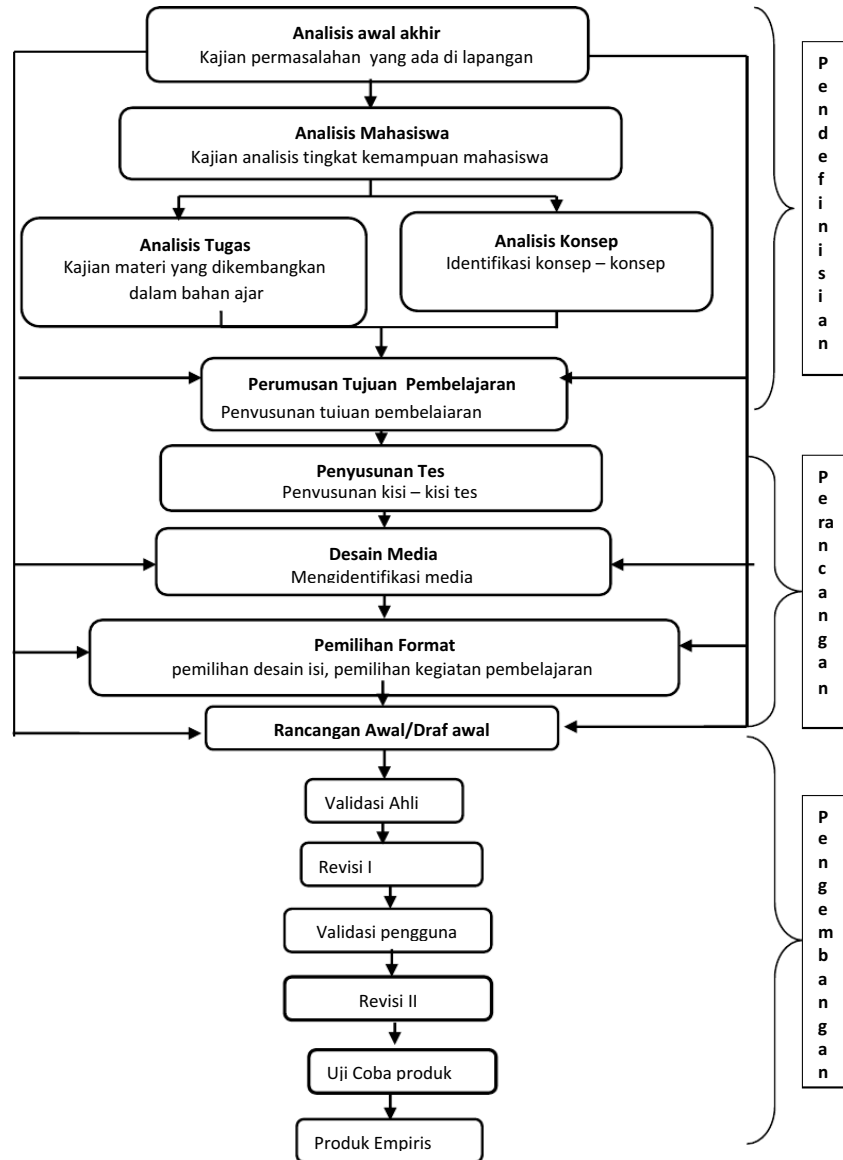 Analisis awal akhir
Kajian permasalahan yang ada di lapangan
Analisis Mahasiswa
Kajian analisis tingkat kemampuan mahasiswa
Analisis Tugas
Kajian materi yang dikembangkan
dalam bahan ajar
Analisis Konsep
Identifikasi konsep – konsep
Perumusan Tujuan Pembelajaran
Penyusunan tujuan pembelajaran
Pendefinisian
Penyusunan Tes
Penyusunan kisi – kisi tes
Desain Media
Mengidentifikasi media
Pemilihan Format
pemilihan desain isi, pemilihan kegiatan pembelajaran
Rancangan Awal/Draf awal
Perancangan
Validasi Ahli
Revisi I
Validasi pengguna
Revisi II
Uji Coba produk
Produk Empiris
Pengembangan